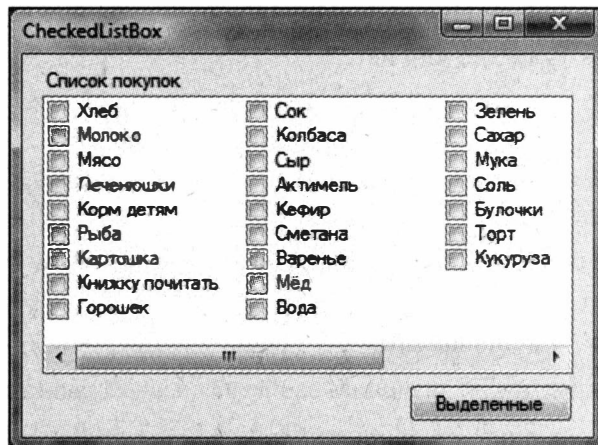 CheckedListBox
Список покупок
Хлеб
Молоко
Мясо
Печенюшки
Корм детям
Рыба
Картошка
Книжку почитать
Горошек
Сок
Колбаса
Сыр
Актимель
Кефир
Сметана
Варенье
Мёд
Вода
Зелень
Сахар
Мука
Соль
Булочки
Торт
Кукуруза
Выделенные